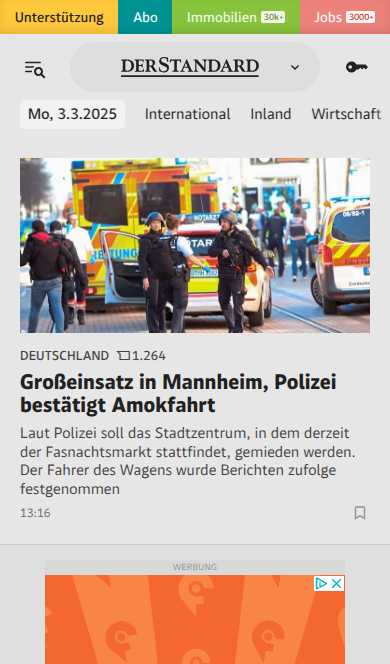 Unterstützung Abo Immobilien 30k+ Jobs 3000+
DERSTANDARD
Mo, 3.3.2025 International Inland Wirtschaft
NOTARZT
NOTARZ
DEUTSCHLAND 1.264
Großeinsatz in Mannheim, Polizei
bestätigt Amokfahrt
Laut Polizei soll das Stadtzentrum, in dem derzeit
der Fasnachtsmarkt stattfindet, gemieden werden.
Der Fahrer des Wagens wurde Berichten zufolge
festgenommen
13:16
WERBUNG